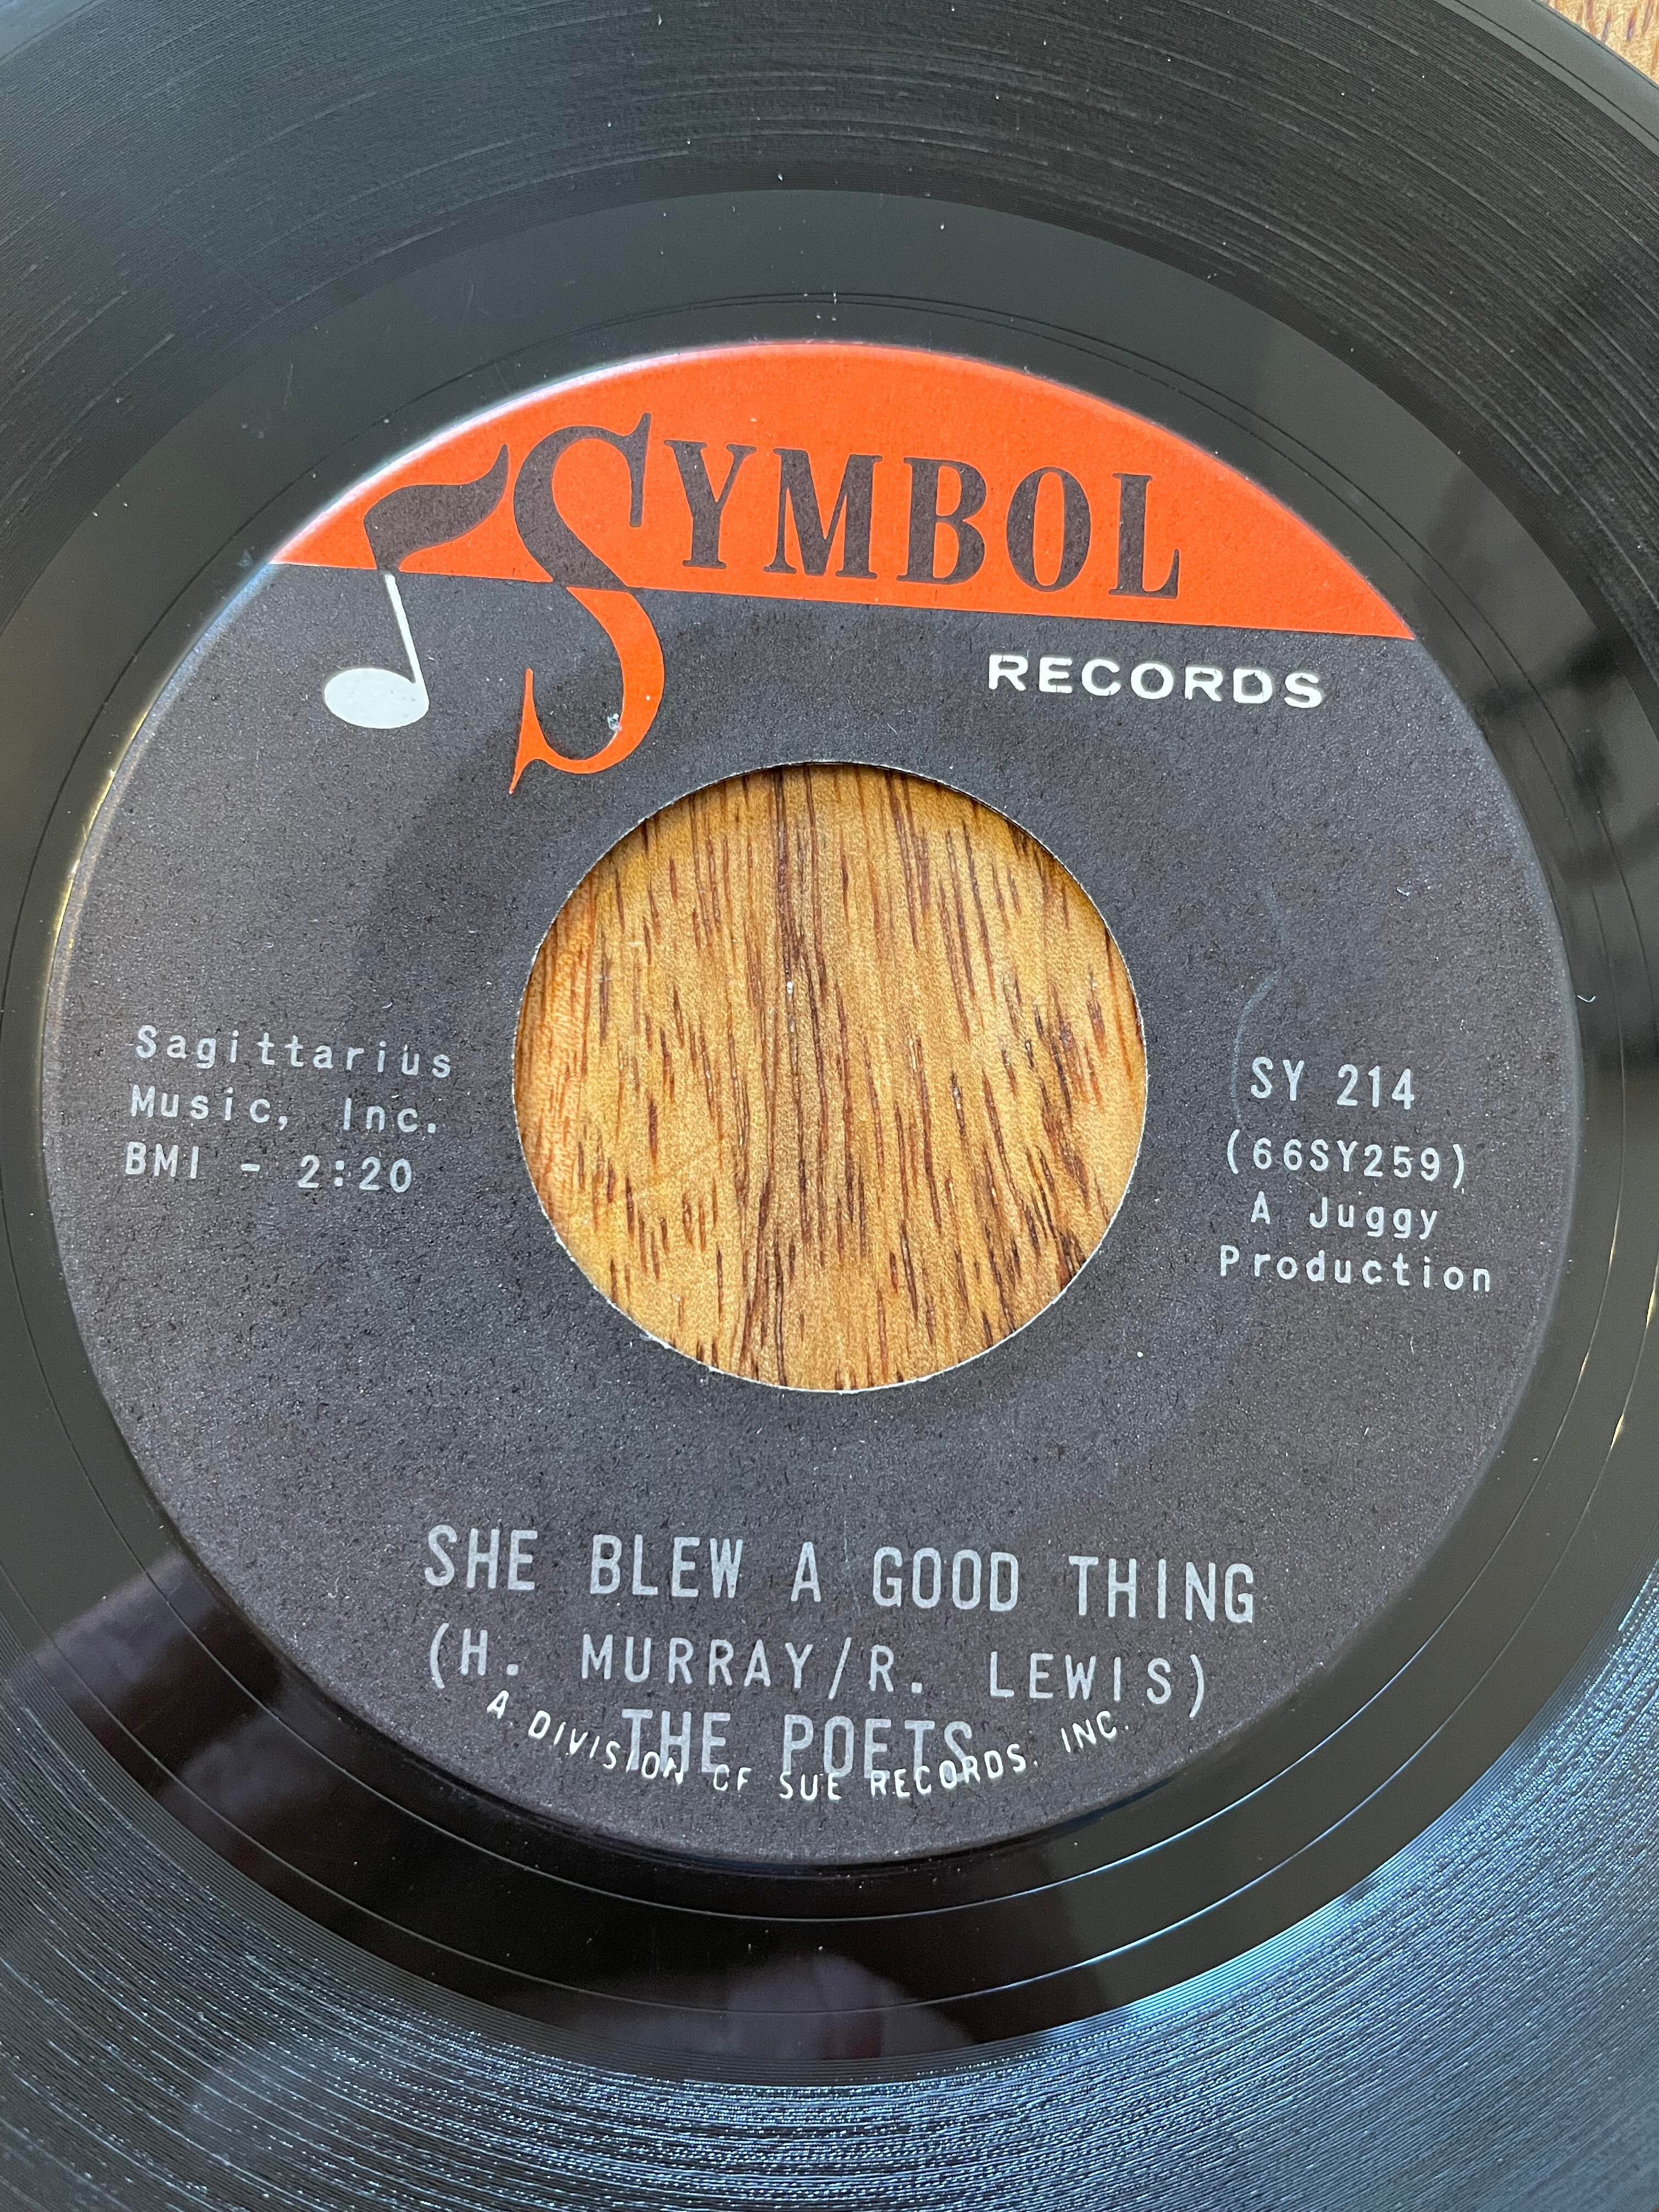 SYMBOL
RECORDS
Sagittarius
Music, Inc.
BMI - 2:20
SY 214
(66SY259)
A Juggy
Production
SHE BLEW A GOOD THING
(H. MURRAY/R. LEWIS)
THE POETS
A DIVISION OF SUE RECORDS, INC.